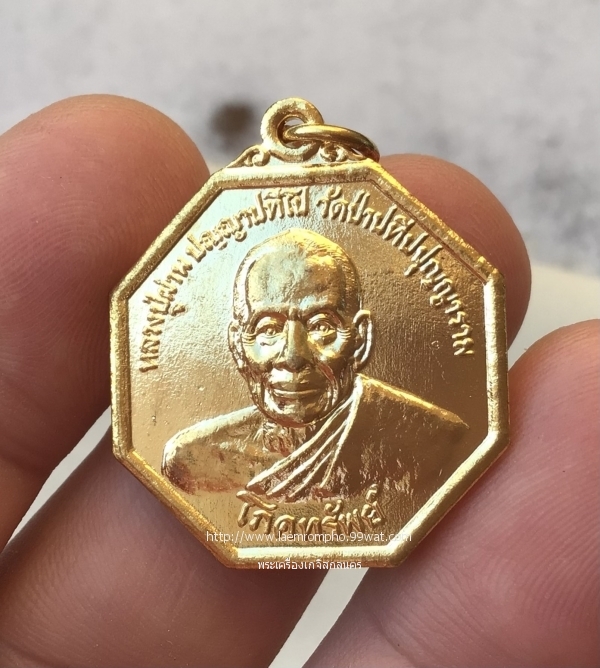 หลวงปู่ผ่าน ปญฺญาปทีโป วัดป่าปทีปปุญญาราม
เกิดทรัพย์
http://www.laemrompho.99wat.com
พระเครื่องเกจิสกลนคร